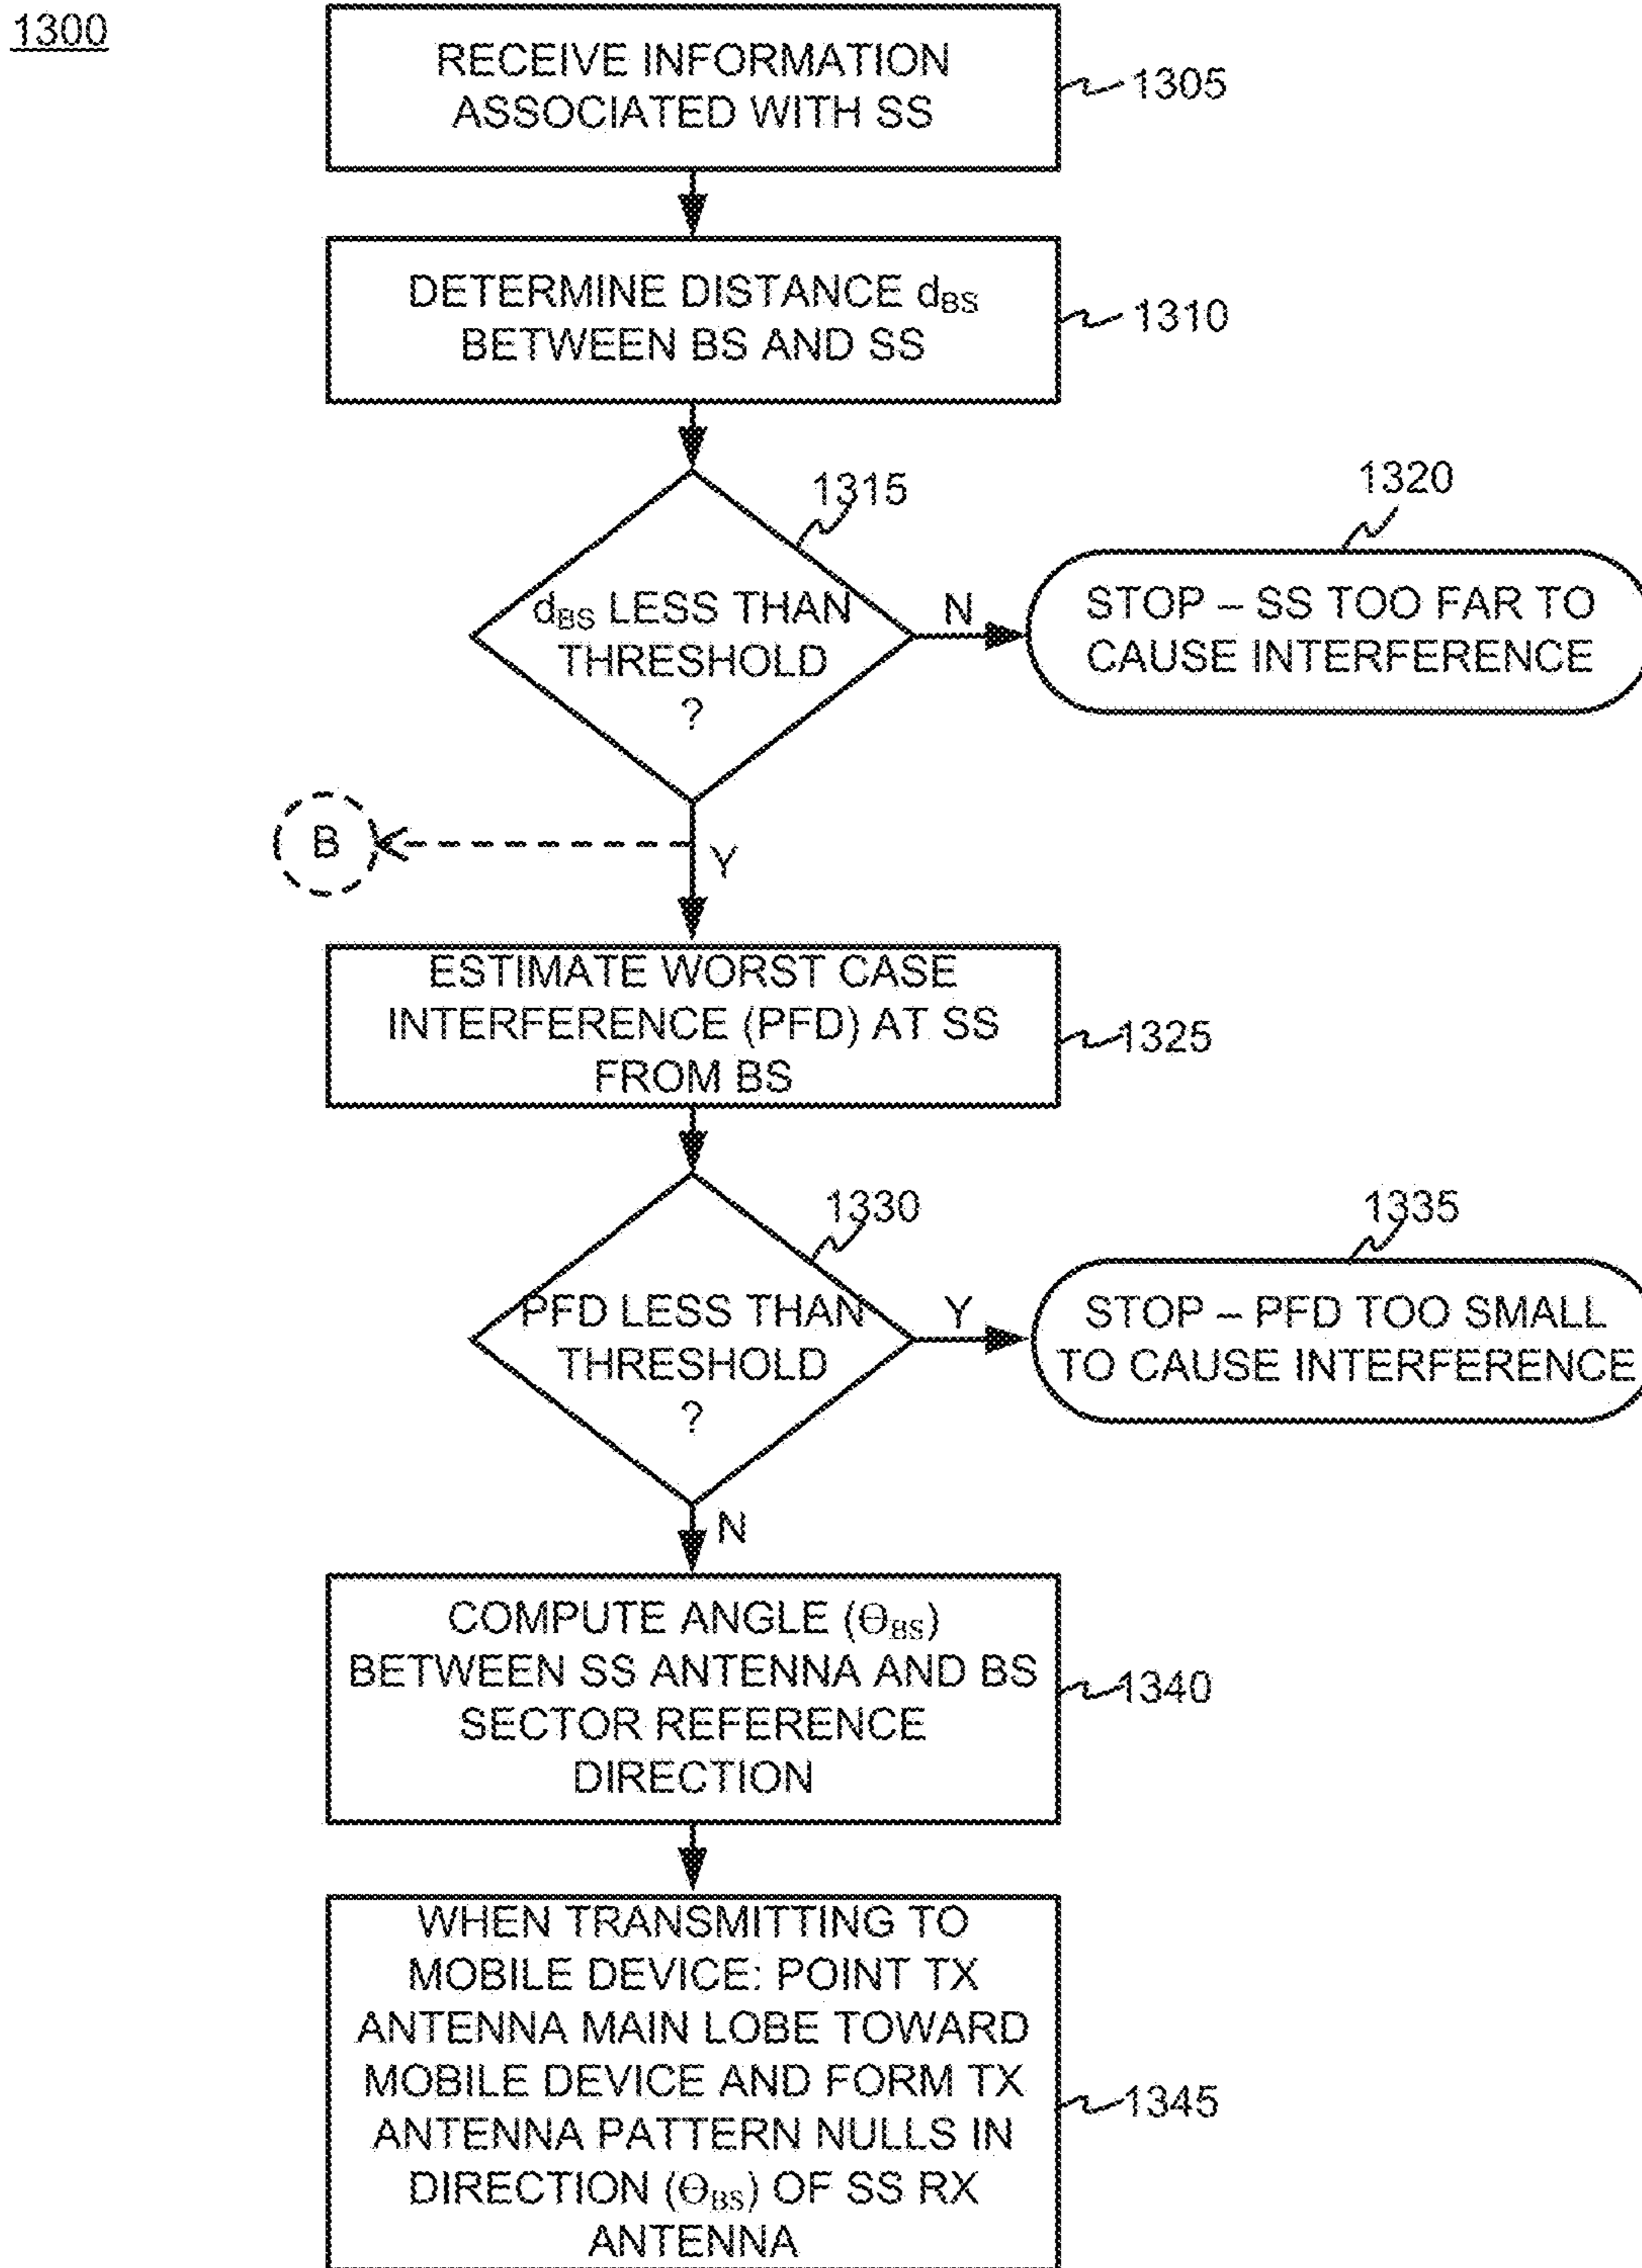 1300
RECEIVE INFORMATION
ASSOCIATED WITH SS
1305
DETERMINE DISTANCE dBS
BETWEEN BS AND SS
1310
1315
dBS LESS THAN
THRESHOLD
?
N
1320
STOP – SS TOO FAR TO
CAUSE INTERFERENCE
B
Y
ESTIMATE WORST CASE
INTERFERENCE (PFD) AT SS
FROM BS
1325
1330
PFD LESS THAN
THRESHOLD
?
Y
1335
STOP – PFD TOO SMALL
TO CAUSE INTERFERENCE
N
COMPUTE ANGLE (ΘBS)
BETWEEN SS ANTENNA AND BS
SECTOR REFERENCE
DIRECTION
1340
WHEN TRANSMITTING TO
MOBILE DEVICE: POINT TX
ANTENNA MAIN LOBE TOWARD
MOBILE DEVICE AND FORM TX
ANTENNA PATTERN NULLS IN
DIRECTION (ΘBS) OF SS RX
ANTENNA
1345